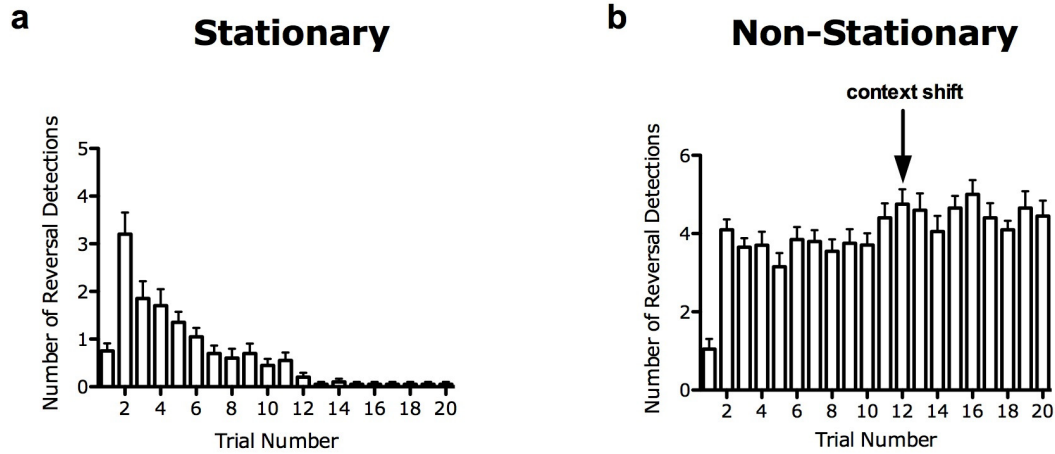 a
Stationary
Number of Reversal Detections
5
4
3
2
1
0
2 4 6 8 10 12 14 16 18 20
Trial Number
b
Non-Stationary
context shift
Number of Reversal Detections
6
4
2
0
2 4 6 8 10 12 14 16 18 20
Trial Number